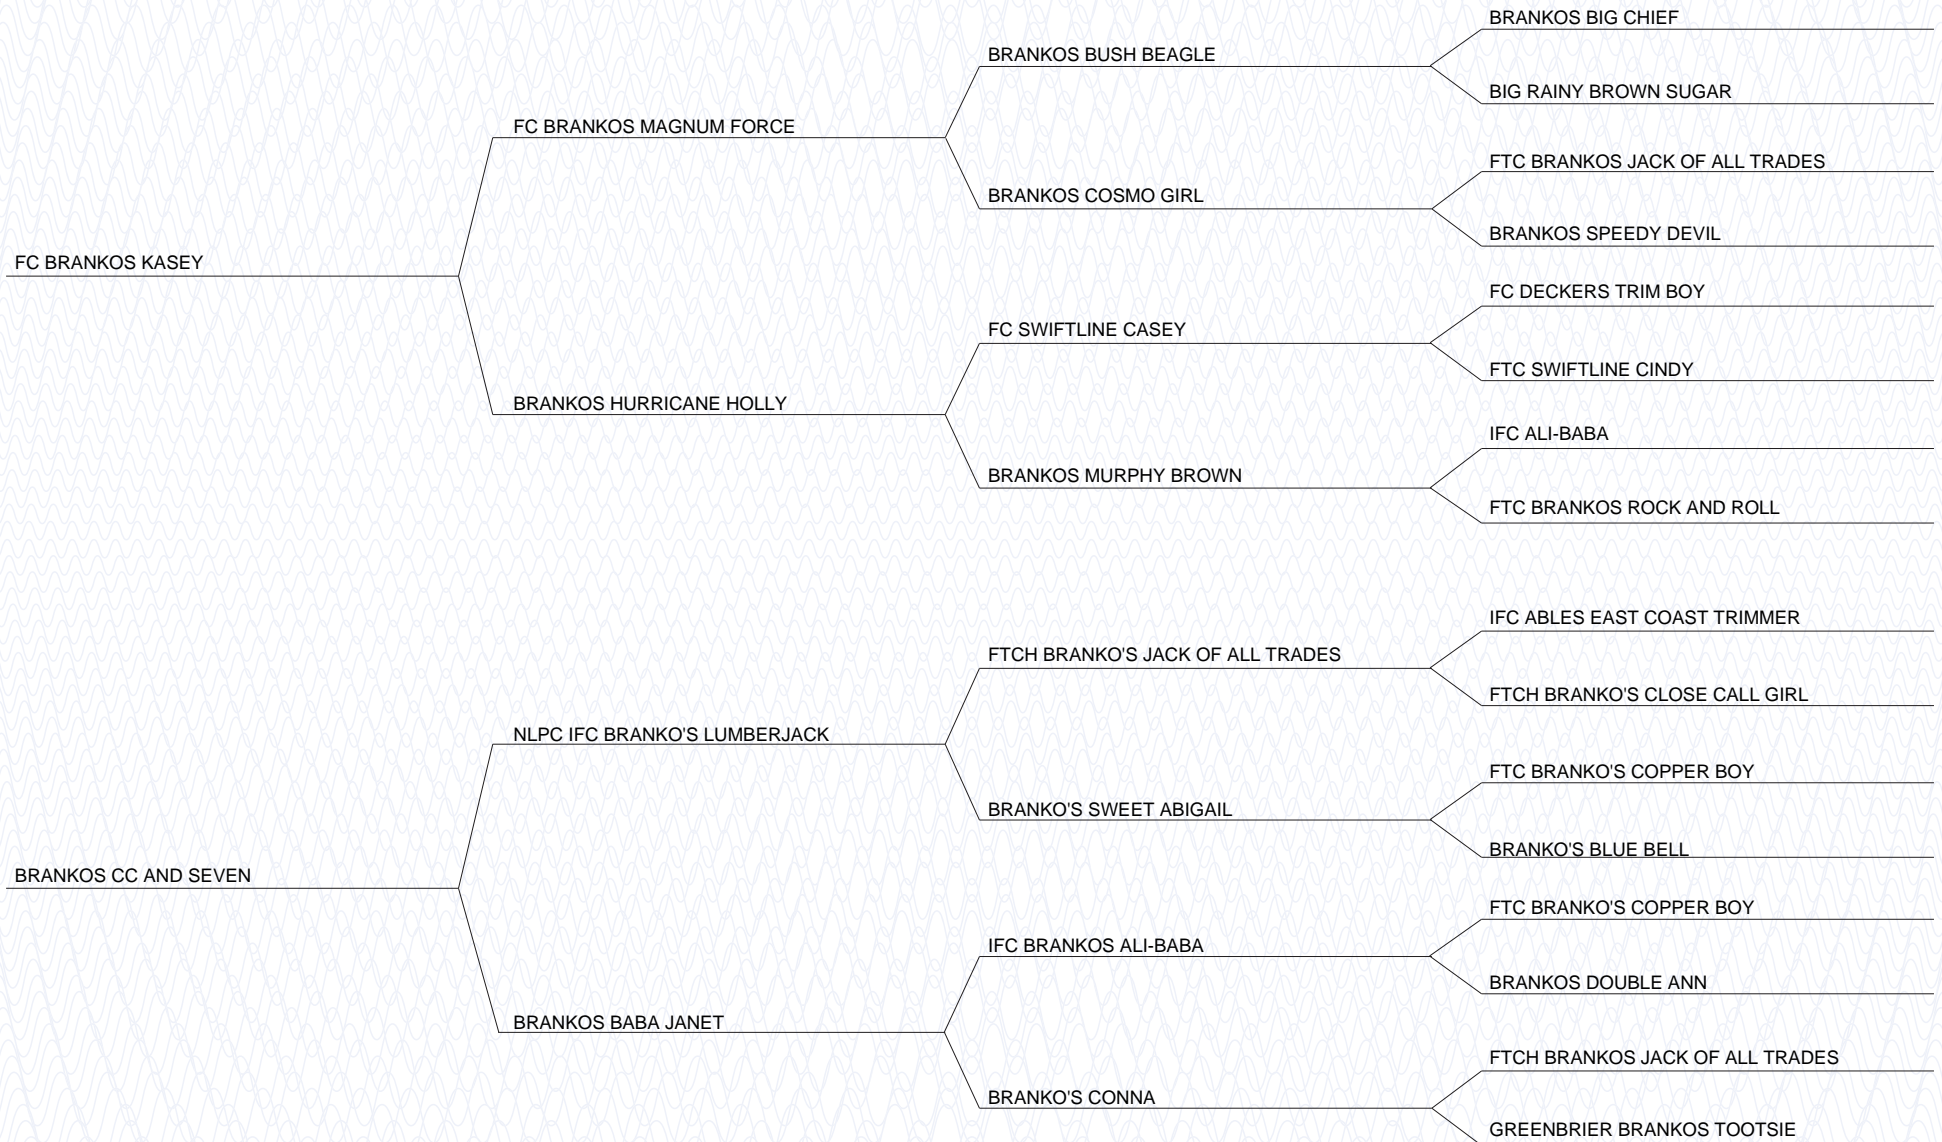 BRANKOS BIG CHIEF
BRANKOS BUSH BEAGLE
BIG RAINY BROWN SUGAR
FC BRANKOS MAGNUM FORCE
FTC BRANKOS JACK OF ALL TRADES
BRANKOS COSMO GIRL
BRANKOS SPEEDY DEVIL
FC BRANKOS KASEY
FC DECKERS TRIM BOY
FC SWIFTLINE CASEY
FTC SWIFTLINE CINDY
BRANKOS HURRICANE HOLLY
IFC ALI-BABA
BRANKOS MURPHY BROWN
FTC BRANKOS ROCK AND ROLL
IFC ABLES EAST COAST TRIMMER
FTCH BRANKO'S JACK OF ALL TRADES
FTCH BRANKO'S CLOSE CALL GIRL
NLPC IFC BRANKO'S LUMBERJACK
FTC BRANKO'S COPPER BOY
BRANKO'S SWEET ABIGAIL
BRANKO'S BLUE BELL
BRANKOS CC AND SEVEN
FTC BRANKO'S COPPER BOY
IFC BRANKOS ALI-BABA
BRANKOS DOUBLE ANN
BRANKOS BABA JANET
FTCH BRANKOS JACK OF ALL TRADES
BRANKO'S CONNA
GREENBRIER BRANKOS TOOTSIE